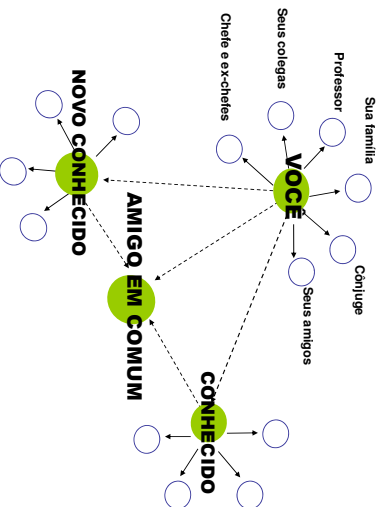 Sua família
Cônjuge
Professor
Seus amigos
VOCÊ
Seus colegas
Chefe e ex-chefes
CONHECIDO
AMIGO EM COMUM
NOVO CONHECIDO